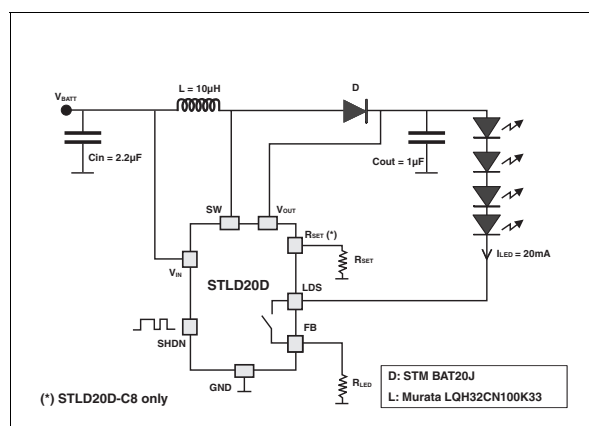 L = 10µH
D
VBATT
Cin = 2.2µF
Cout = 1µF
SW
VOUT
RSET (*)
RSET
ILED = 20mA
VIN
STLD20D
LDS
FB
SHDN
GND
RLED
D: STM BAT20J
L: Murata LQH32CN100K33
(*) STLD20D-C8 only